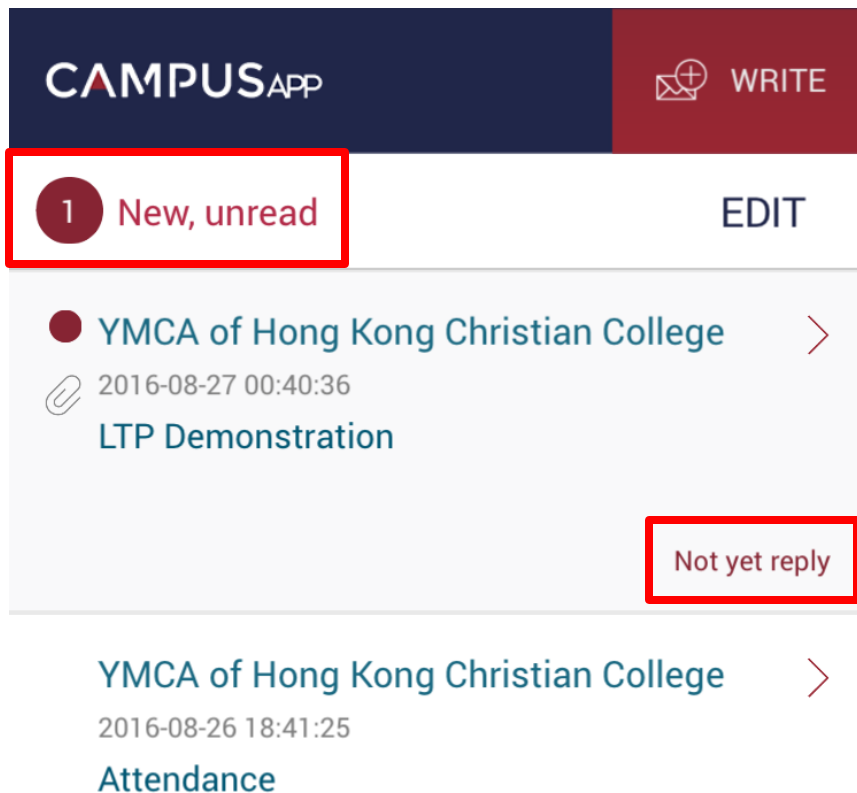 CAMPUSAPP
WRITE
1 New, unread
EDIT
YMCA of Hong Kong Christian College
2016-08-27 00:40:36
LTP Demonstration
Not yet reply
YMCA of Hong Kong Christian College
2016-08-26 18:41:25
Attendance